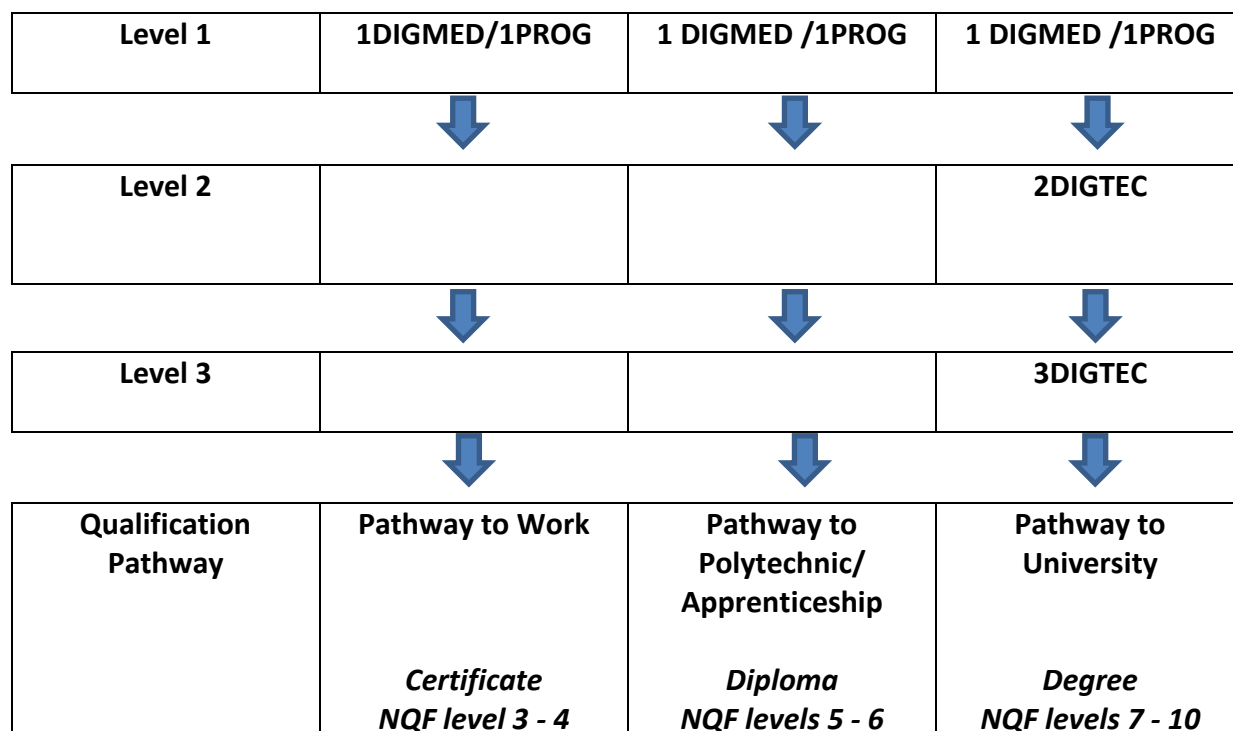 Level 1 1DIGMED/1PROG 1 DIGMED /1PROG 1 DIGMED /1PROG
Level 2 2DIGTEC
Level 3 3DIGTEC
Qualification Pathway to Work Pathway to Pathway to
Pathway Polytechnic/ University
Apprenticeship
Certificate Diploma Degree
NQF level 3 - 4 NQF levels 5 - 6 NQF levels 7 - 10